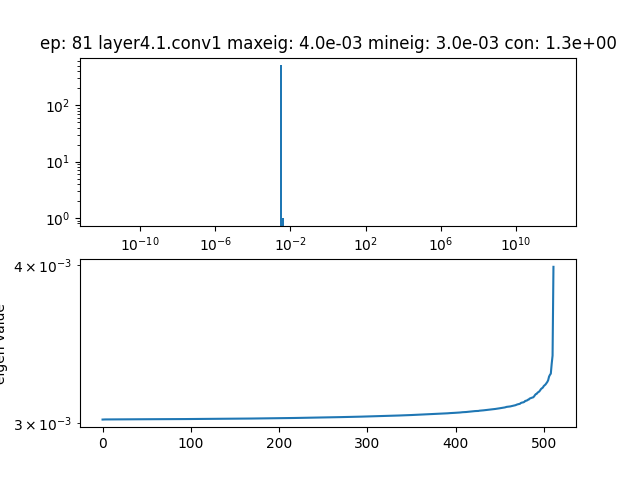 ep: 81 layer4.1.conv1 maxeig: 4.0e-03 mineig: 3.0e-03 con: 1.3e+00
10²
10¹
10⁰
10⁻¹⁰ 10⁻⁶ 10⁻² 10² 10⁶ 10¹⁰
4 × 10⁻³
eigen value
3 × 10⁻³
0 100 200 300 400 500